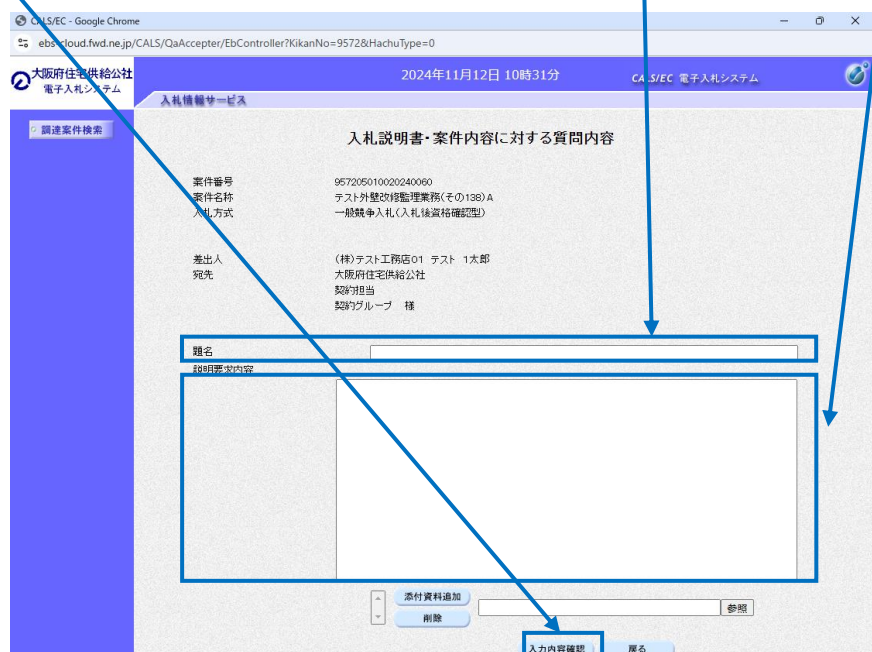 CALS/EC - Google Chrome
ebs-cloud.fwd.ne.jp/CALS/QaAccepter/EbController?KikanNo=9572&HachuType=0
大阪府住宅供給公社
電子入札システム
2024年11月12日 10時31分
CALS/EC 電子入札システム
入札情報サービス
調達案件検索
入札説明書・案件内容に対する質問内容
案件番号 957205010020240060
案件名称 テスト外壁改修監理業務(その138)A
入札方式 一般競争入札(入札後資格確認型)
差出人 (株)テスト工務店01 テスト 1太郎
宛先 大阪府住宅供給公社
契約担当
契約グループ 様
題名
説明要求内容
添付資料追加
削除
参照
入力内容確認 戻る